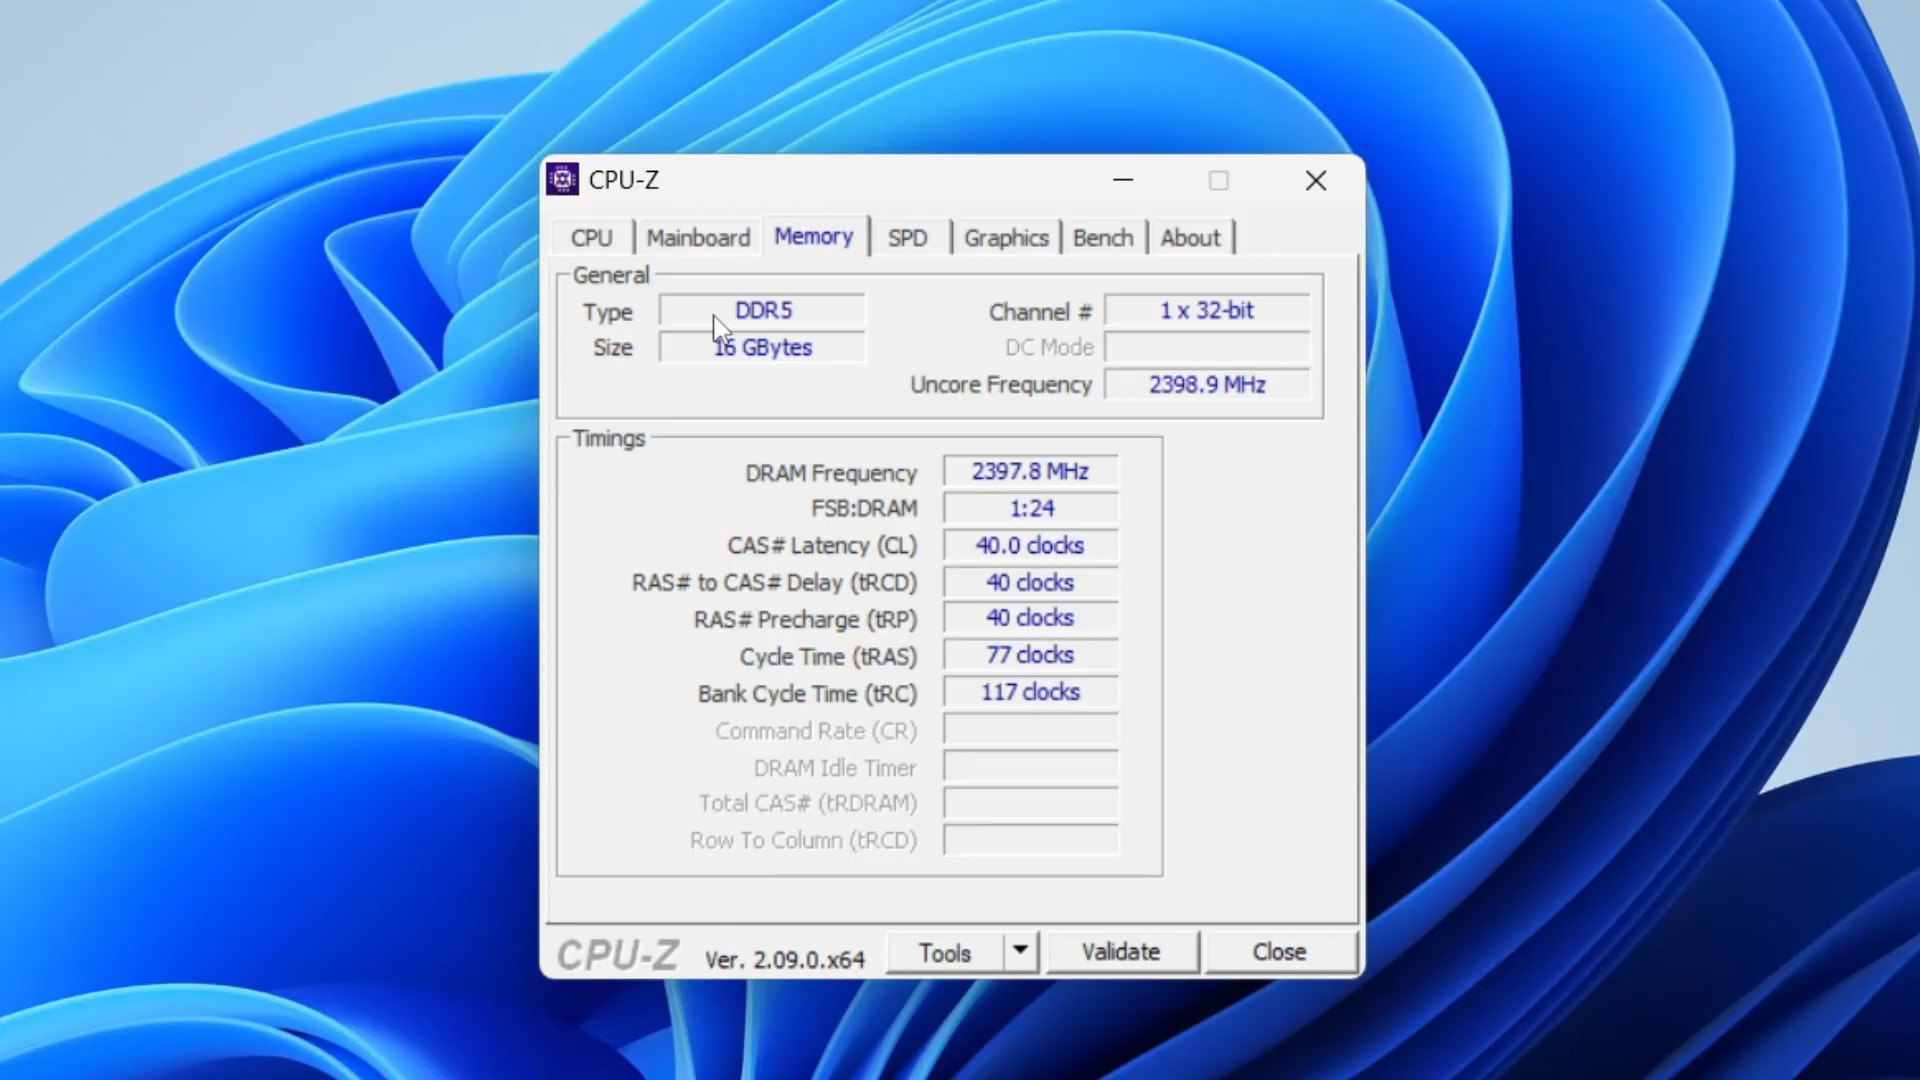 CPU-Z
CPU Mainboard Memory SPD Graphics Bench About
General
Type DDR5 Channel # 1 x 32-bit
Size 16 GBytes DC Mode
Uncore Frequency 2398.9 MHz
Timings
DRAM Frequency 2397.8 MHz
FSB:DRAM 1:24
CAS# Latency (CL) 40.0 clocks
RAS# to CAS# Delay (tRCD) 40 clocks
RAS# Precharge (tRP) 40 clocks
Cycle Time (tRAS) 77 clocks
Bank Cycle Time (tRC) 117 clocks
Command Rate (CR)
DRAM Idle Timer
Total CAS# (tRDRAM)
Row To Column (tRCD)
CPU-Z Ver. 2.09.0.x64 Tools Validate Close